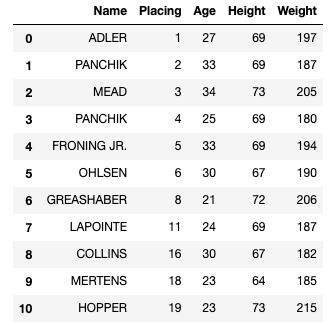 Name Placing Age Height Weight
0 ADLER 1 27 69 197
1 PANCHIK 2 33 69 187
2 MEAD 3 34 73 205
3 PANCHIK 4 25 69 180
4 FRONING JR. 5 33 69 194
5 OHLSEN 6 30 67 190
6 GREASHABER 8 21 72 206
7 LAPOINTE 11 24 69 187
8 COLLINS 16 30 67 182
9 MERTENS 18 23 64 185
10 HOPPER 19 23 73 215